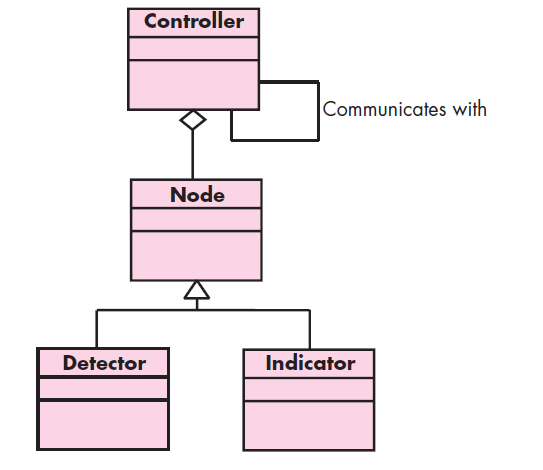 Controller
Communicates with
Node
Detector
Indicator